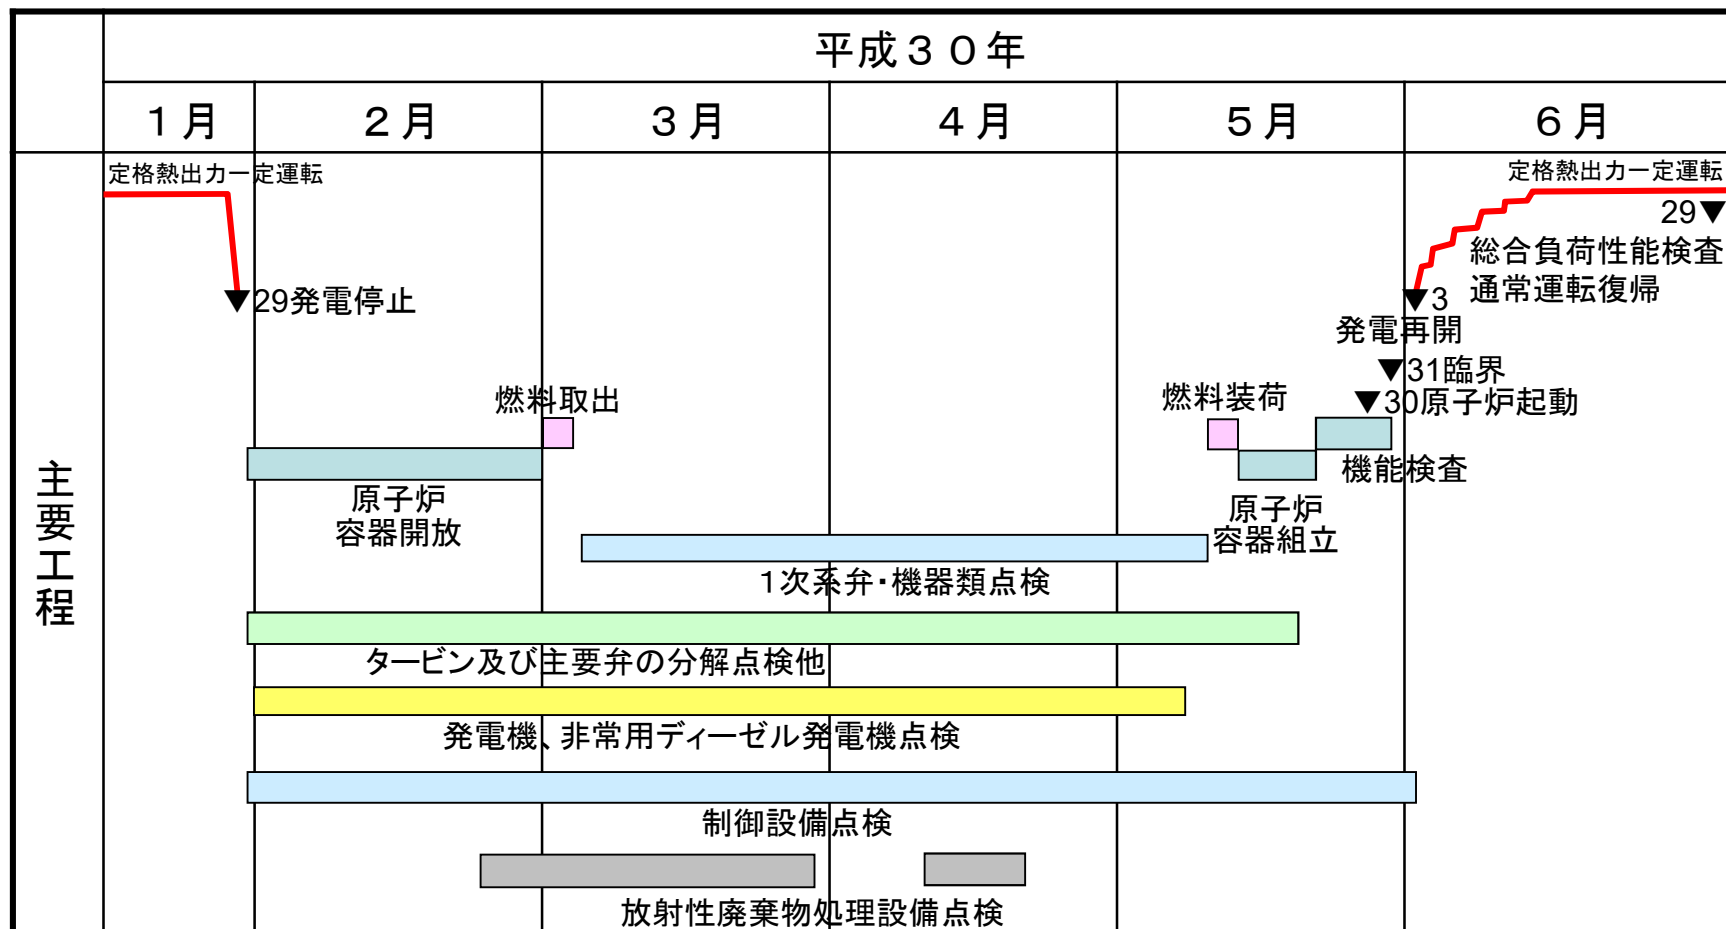 平成３０年
１月
２月
３月
４月
５月
６月
主要工程
定格熱出力一定運転
定格熱出力一定運転
29▼
総合負荷性能検査
通常運転復帰
▼29発電停止
▼3
発電再開
▼31臨界
▼30原子炉起動
燃料取出
燃料装荷
機能検査
原子炉
容器開放
原子炉
容器組立
１次系弁・機器類点検
タービン及び主要弁の分解点検他
発電機、非常用ディーゼル発電機点検
制御設備点検
放射性廃棄物処理設備点検